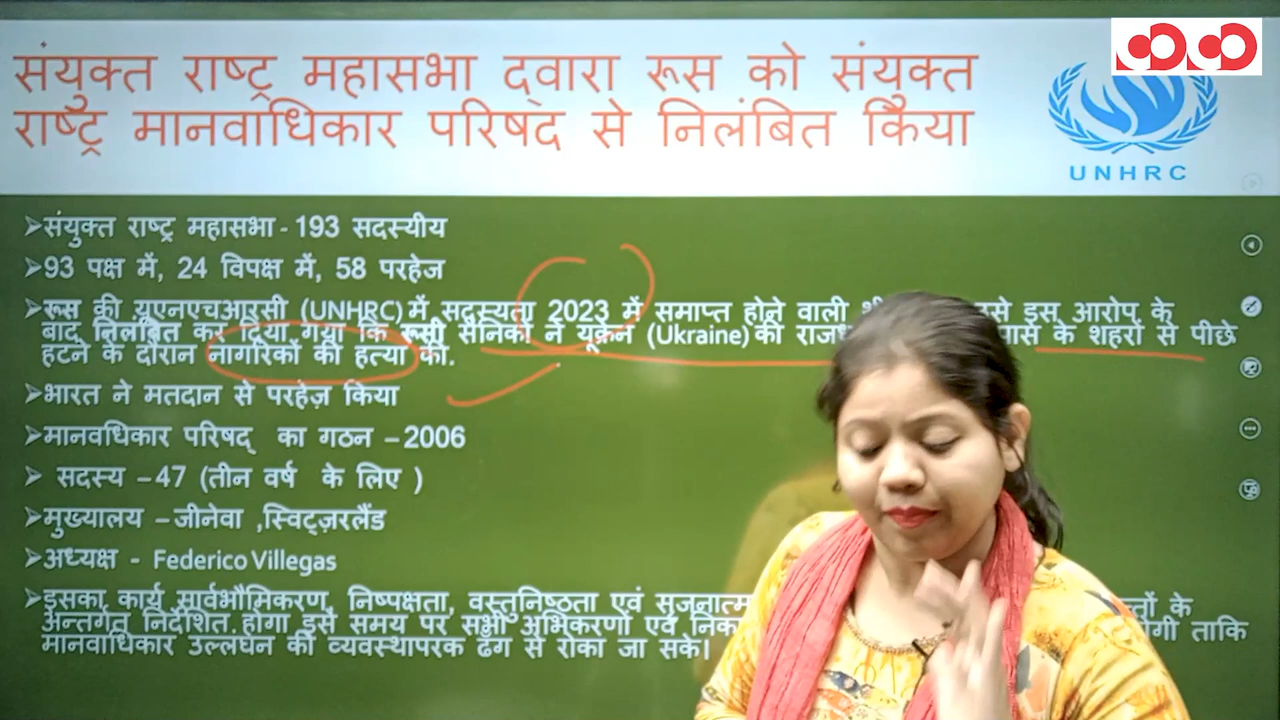 संयुक्त राष्ट्र महासभा द्वारा रूस को संयुक्त
राष्ट्र मानवाधिकार परिषद से निलंबित किया
UNHRC
➢संयुक्त राष्ट्र महासभा - 193 सदस्यीय
➢93 पक्ष में, 24 विपक्ष में, 58 परहेज
➢रूस की यूएनएचआरसी (UNHRC) में सदस्यता 2023 में समाप्त होने वाली इसे इस आरोप के
बाद निलंबित कर दिया गया कि रूसी सैनिकों ने यूक्रेन (Ukraine) की के शहरों से पीछे
हटने के दौरान नागरिकों की हत्या की.
➢भारत ने मतदान से परहेज़ किया
➢मानवधिकार परिषद् का गठन – 2006
➢ सदस्य – 47 (तीन वर्ष के लिए )
➢मुख्यालय – जीनेवा ,स्विट्ज़रलैंड
➢अध्यक्ष - Federico Villegas
➢इसका कार्य सार्वभौमिकरण, निष्पक्षता, वस्तुनिष्ठता एवं के
अन्तर्गत निर्देशित होगा इसे समय पर सभी अभिकरणों एवं ताकि
मानवाधिकार उल्लंघन की व्यवस्थापरक ढंग से रोका जा सके।